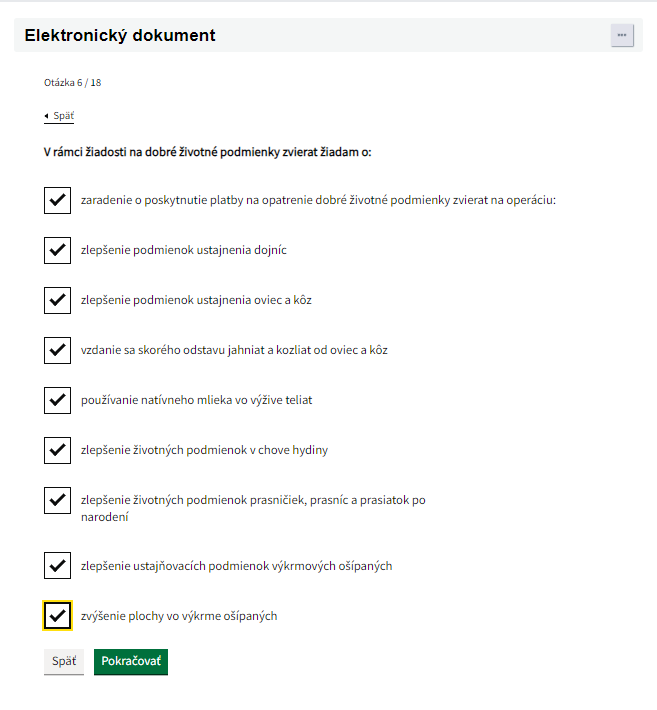 Elektronický dokument
Otázka 6 / 18
Späť
V rámci žiadosti na dobré životné podmienky zvierat žiadam o:
zaradenie o poskytnutie platby na opatrenie dobré životné podmienky zvierat na operáciu:
zlepšenie podmienok ustajnenia dojníc
zlepšenie podmienok ustajnenia oviec a kôz
vzdanie sa skorého odstavu jahniat a kozliat od oviec a kôz
používanie natívneho mlieka vo výžive teliat
zlepšenie životných podmienok v chove hydiny
zlepšenie životných podmienok prasničiek, prasníc a prasiatok po
narodení
zlepšenie ustajňovacích podmienok výkrmových ošípaných
zvýšenie plochy vo výkrme ošípaných
Späť Pokračovať